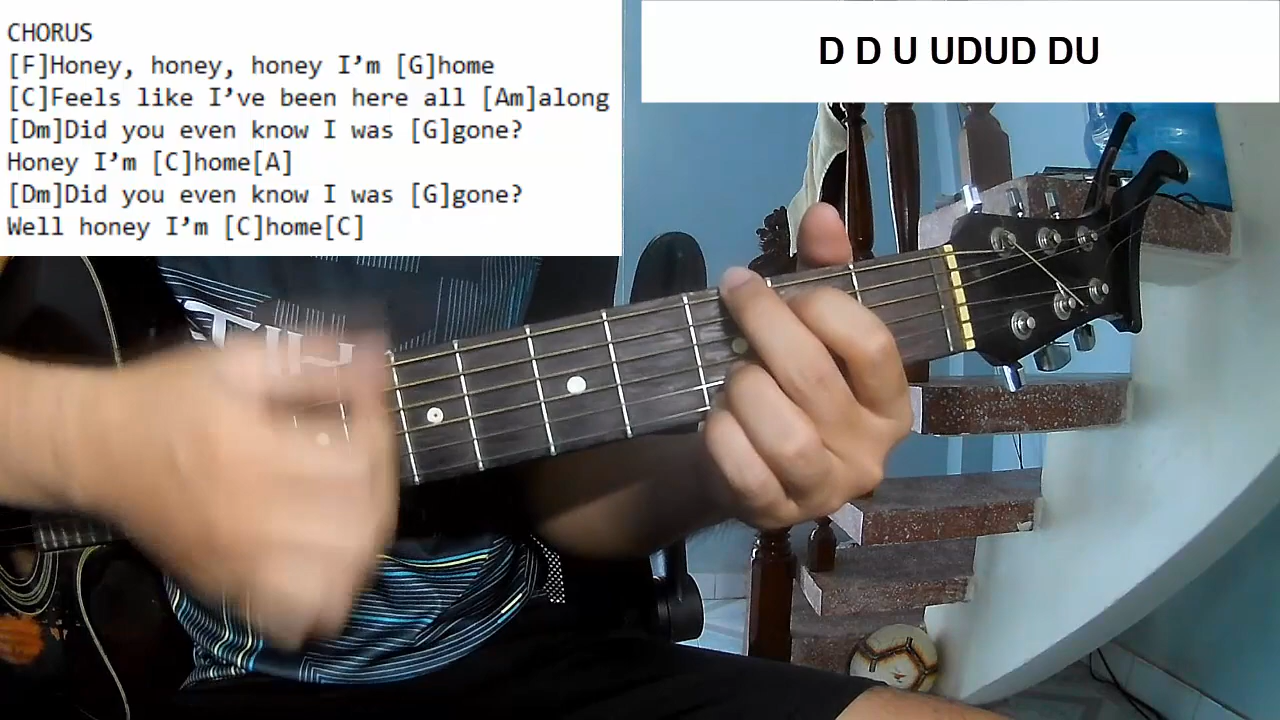 CHORUS
[F]Honey, honey, honey I’m [G]home
[C]Feels like I’ve been here all [Am]along
[Dm]Did you even know I was [G]gone?
Honey I’m [C]home[A]
[Dm]Did you even know I was [G]gone?
Well honey I’m [C]home[C]
D D U UDUD DU